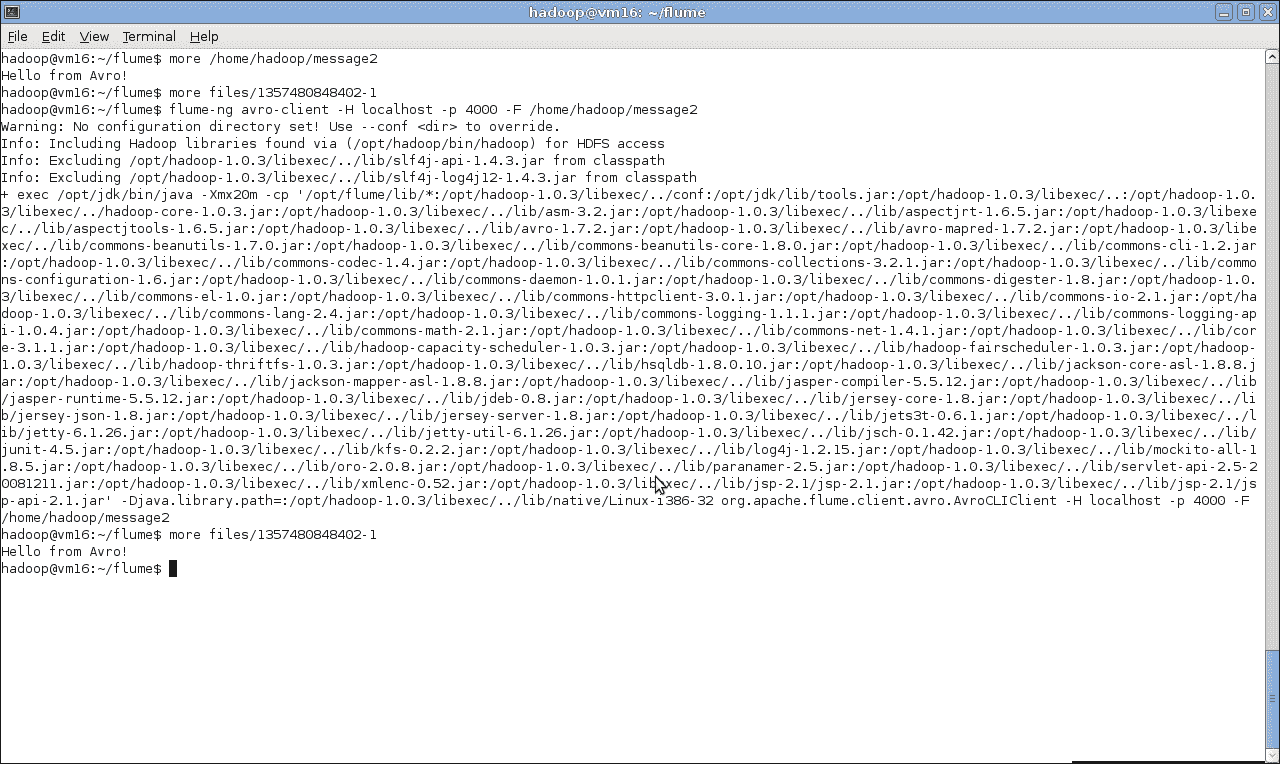 hadoop@vm16: ~/flume
File Edit View Terminal Help
hadoop@vm16:~/flume$ more /home/hadoop/message2
Hello from Avro!
hadoop@vm16:~/flume$ more files/1357480848402-1
hadoop@vm16:~/flume$ flume-ng avro-client -H localhost -p 4000 -F /home/hadoop/message2
Warning: No configuration directory set! Use --conf <dir> to override.
Info: Including Hadoop libraries found via (/opt/hadoop/bin/hadoop) for HDFS access
Info: Excluding /opt/hadoop-1.0.3/libexec/../lib/slf4j-api-1.4.3.jar from classpath
Info: Excluding /opt/hadoop-1.0.3/libexec/../lib/slf4j-log4j12-1.4.3.jar from classpath
+ exec /opt/jdk/bin/java -Xmx20m -cp '/opt/flume/lib/*:/opt/hadoop-1.0.3/libexec/../conf:/opt/jdk/lib/tools.jar:/opt/hadoop-1.0.3/libexec/..:/opt/hadoop-1.0.
3/libexec/../hadoop-core-1.0.3.jar:/opt/hadoop-1.0.3/libexec/../lib/asm-3.2.jar:/opt/hadoop-1.0.3/libexec/../lib/aspectjrt-1.6.5.jar:/opt/hadoop-1.0.3/libexe
c/../lib/aspectjtools-1.6.5.jar:/opt/hadoop-1.0.3/libexec/../lib/avro-1.7.2.jar:/opt/hadoop-1.0.3/libexec/../lib/avro-mapred-1.7.2.jar:/opt/hadoop-1.0.3/libe
xec/../lib/commons-beanutils-1.7.0.jar:/opt/hadoop-1.0.3/libexec/../lib/commons-beanutils-core-1.8.0.jar:/opt/hadoop-1.0.3/libexec/../lib/commons-cli-1.2.jar
:/opt/hadoop-1.0.3/libexec/../lib/commons-codec-1.4.jar:/opt/hadoop-1.0.3/libexec/../lib/commons-collections-3.2.1.jar:/opt/hadoop-1.0.3/libexec/../lib/commo
ns-configuration-1.6.jar:/opt/hadoop-1.0.3/libexec/../lib/commons-daemon-1.0.1.jar:/opt/hadoop-1.0.3/libexec/../lib/commons-digester-1.8.jar:/opt/hadoop-1.0.
3/libexec/../lib/commons-el-1.0.jar:/opt/hadoop-1.0.3/libexec/../lib/commons-httpclient-3.0.1.jar:/opt/hadoop-1.0.3/libexec/../lib/commons-io-2.1.jar:/opt/ha
doop-1.0.3/libexec/../lib/commons-lang-2.4.jar:/opt/hadoop-1.0.3/libexec/../lib/commons-logging-1.1.1.jar:/opt/hadoop-1.0.3/libexec/../lib/commons-logging-ap
i-1.0.4.jar:/opt/hadoop-1.0.3/libexec/../lib/commons-math-2.1.jar:/opt/hadoop-1.0.3/libexec/../lib/commons-net-1.4.1.jar:/opt/hadoop-1.0.3/libexec/../lib/cor
e-3.1.1.jar:/opt/hadoop-1.0.3/libexec/../lib/hadoop-capacity-scheduler-1.0.3.jar:/opt/hadoop-1.0.3/libexec/../lib/hadoop-fairscheduler-1.0.3.jar:/opt/hadoop-
1.0.3/libexec/../lib/hadoop-thriftfs-1.0.3.jar:/opt/hadoop-1.0.3/libexec/../lib/hsqldb-1.8.0.10.jar:/opt/hadoop-1.0.3/libexec/../lib/jackson-core-asl-1.8.8.j
ar:/opt/hadoop-1.0.3/libexec/../lib/jackson-mapper-asl-1.8.8.jar:/opt/hadoop-1.0.3/libexec/../lib/jasper-compiler-5.5.12.jar:/opt/hadoop-1.0.3/libexec/../lib
/jasper-runtime-5.5.12.jar:/opt/hadoop-1.0.3/libexec/../lib/jdeb-0.8.jar:/opt/hadoop-1.0.3/libexec/../lib/jersey-core-1.8.jar:/opt/hadoop-1.0.3/libexec/../li
b/jersey-json-1.8.jar:/opt/hadoop-1.0.3/libexec/../lib/jersey-server-1.8.jar:/opt/hadoop-1.0.3/libexec/../lib/jets3t-0.6.1.jar:/opt/hadoop-1.0.3/libexec/../l
ib/jetty-6.1.26.jar:/opt/hadoop-1.0.3/libexec/../lib/jetty-util-6.1.26.jar:/opt/hadoop-1.0.3/libexec/../lib/jsch-0.1.42.jar:/opt/hadoop-1.0.3/libexec/../lib/
junit-4.5.jar:/opt/hadoop-1.0.3/libexec/../lib/kfs-0.2.2.jar:/opt/hadoop-1.0.3/libexec/../lib/log4j-1.2.15.jar:/opt/hadoop-1.0.3/libexec/../lib/mockito-all-1
.8.5.jar:/opt/hadoop-1.0.3/libexec/../lib/oro-2.0.8.jar:/opt/hadoop-1.0.3/libexec/../lib/paranamer-2.5.jar:/opt/hadoop-1.0.3/libexec/../lib/servlet-api-2.5-2
0081211.jar:/opt/hadoop-1.0.3/libexec/../lib/xmlenc-0.52.jar:/opt/hadoop-1.0.3/libexec/../lib/jsp-2.1/jsp-2.1.jar:/opt/hadoop-1.0.3/libexec/../lib/jsp-2.1/js
p-api-2.1.jar' -Djava.library.path=:/opt/hadoop-1.0.3/libexec/../lib/native/Linux-i386-32 org.apache.flume.client.avro.AvroCLIClient -H localhost -p 4000 -F
/home/hadoop/message2
hadoop@vm16:~/flume$ more files/1357480848402-1
Hello from Avro!
hadoop@vm16:~/flume$